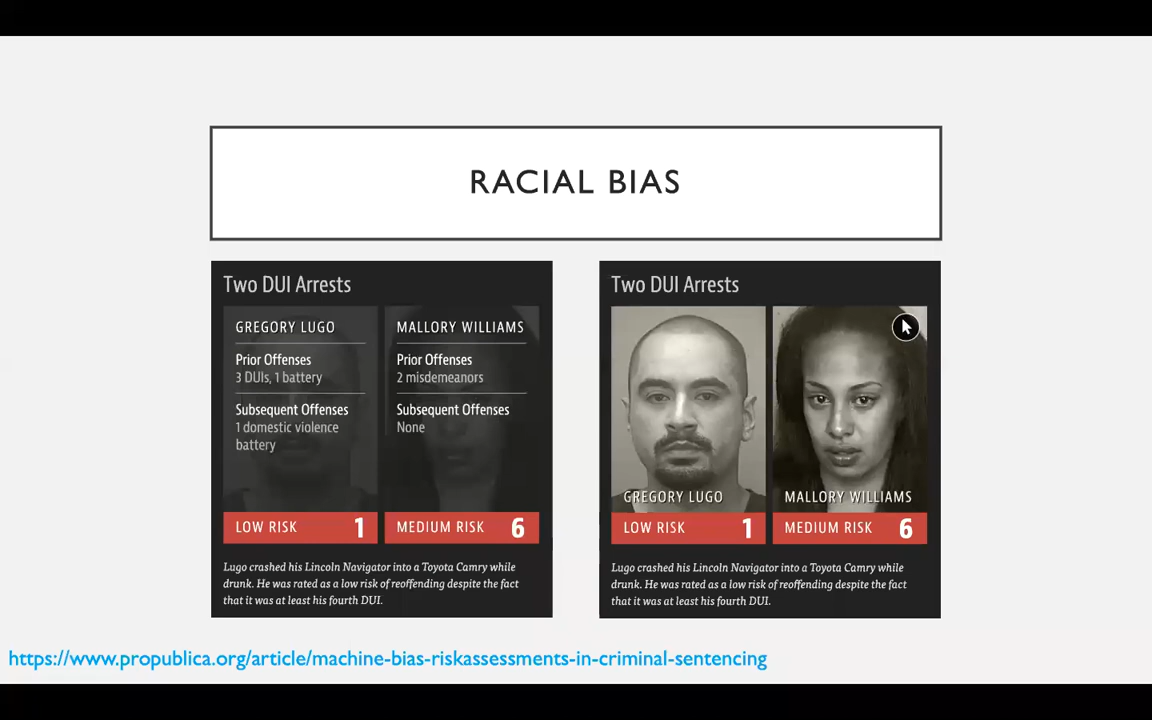 RACIAL BIAS
Two DUI Arrests
GREGORY LUGO
Prior Offenses
3 DUIs, 1 battery
Subsequent Offenses
1 domestic violence
battery
LOW RISK 1
MALLORY WILLIAMS
Prior Offenses
2 misdemeanors
Subsequent Offenses
None
MEDIUM RISK 6
Lugo crashed his Lincoln Navigator into a Toyota Camry while
drunk. He was rated as a low risk of reoffending despite the fact
that it was at least his fourth DUI.
Two DUI Arrests
GREGORY LUGO
LOW RISK 1
MALLORY WILLIAMS
MEDIUM RISK 6
Lugo crashed his Lincoln Navigator into a Toyota Camry while
drunk. He was rated as a low risk of reoffending despite the fact
that it was at least his fourth DUI.
https://www.propublica.org/article/machine-bias-riskassessments-in-criminal-sentencing